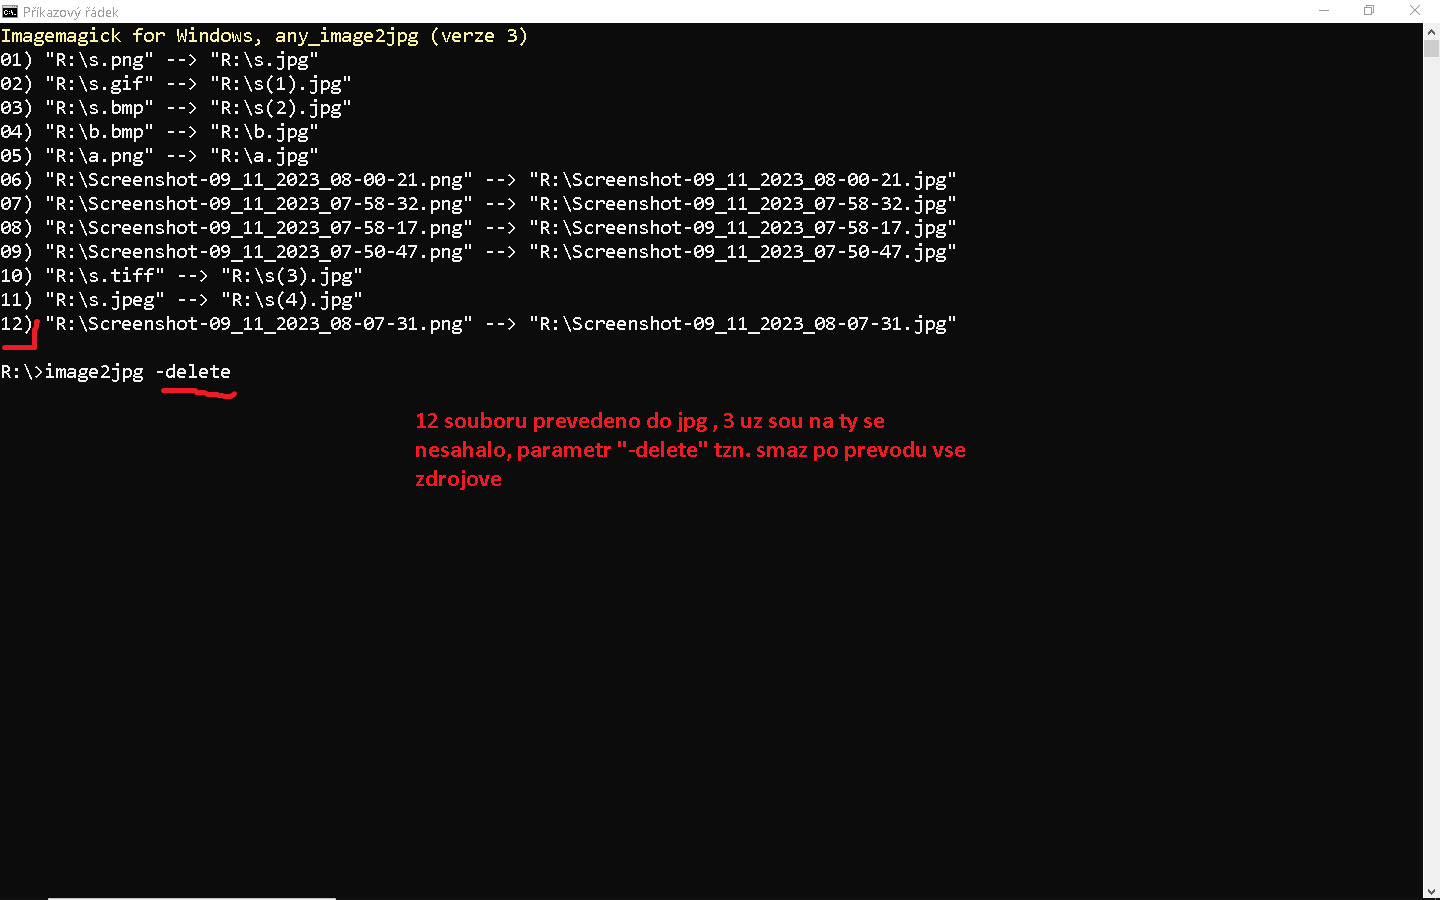 Příkazový řádek
Imagemagick for Windows, any_image2jpg (verze 3)
01) "R:\s.png" --> "R:\s.jpg"
02) "R:\s.gif" --> "R:\s(1).jpg"
03) "R:\s.bmp" --> "R:\s(2).jpg"
04) "R:\b.bmp" --> "R:\b.jpg"
05) "R:\a.png" --> "R:\a.jpg"
06) "R:\Screenshot-09_11_2023_08-00-21.png" --> "R:\Screenshot-09_11_2023_08-00-21.jpg"
07) "R:\Screenshot-09_11_2023_07-58-32.png" --> "R:\Screenshot-09_11_2023_07-58-32.jpg"
08) "R:\Screenshot-09_11_2023_07-58-17.png" --> "R:\Screenshot-09_11_2023_07-58-17.jpg"
09) "R:\Screenshot-09_11_2023_07-50-47.png" --> "R:\Screenshot-09_11_2023_07-50-47.jpg"
10) "R:\s.tiff" --> "R:\s(3).jpg"
11) "R:\s.jpeg" --> "R:\s(4).jpg"
12) "R:\Screenshot-09_11_2023_08-07-31.png" --> "R:\Screenshot-09_11_2023_08-07-31.jpg"
R:\>image2jpg -delete
12 souboru prevedeno do jpg , 3 uz sou na ty se
nesahalo, parametr "-delete" tzn. smaz po prevodu vse
zdrojove